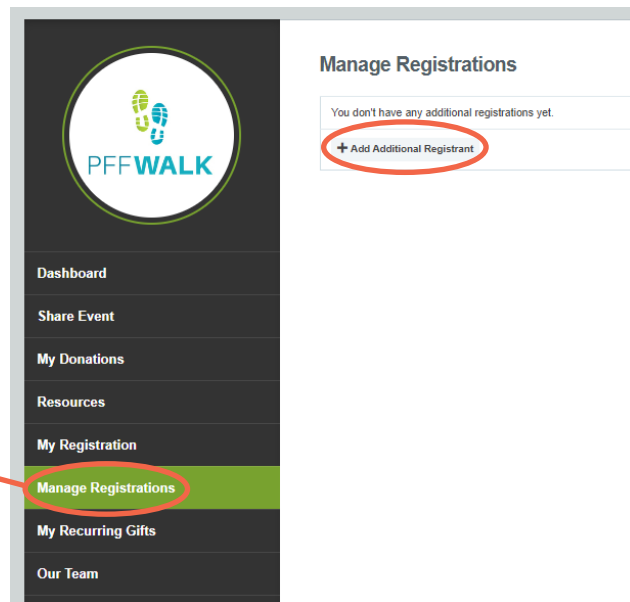 PFFWALK
Dashboard
Share Event
My Donations
Resources
My Registration
Manage Registrations
My Recurring Gifts
Our Team
Manage Registrations
You don't have any additional registrations yet.
+ Add Additional Registrant